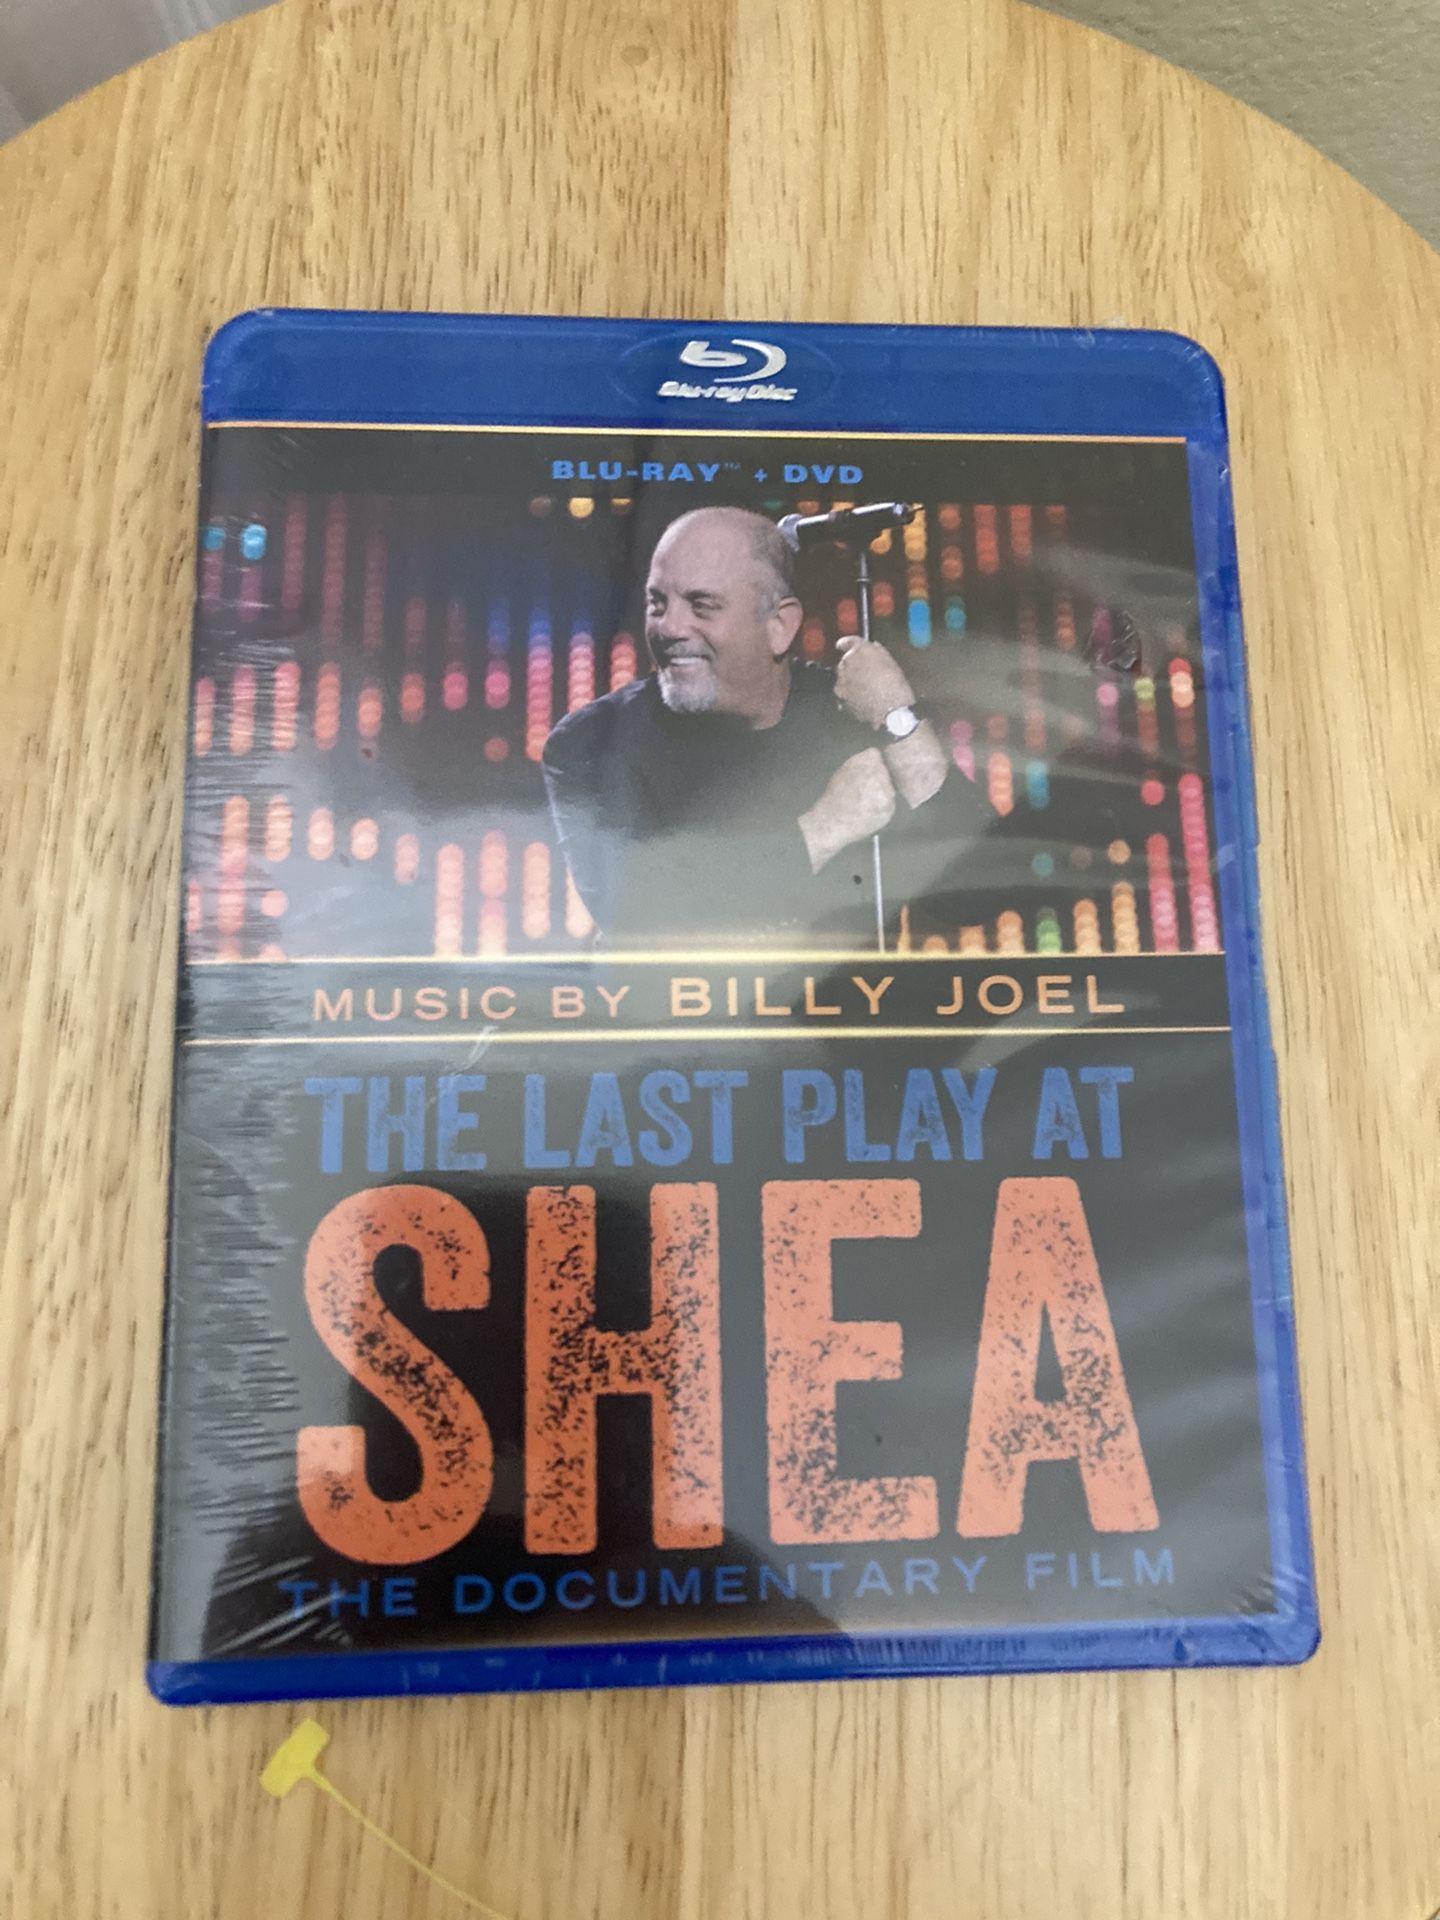 Blu-ray Disc
BLU-RAY™ + DVD
MUSIC BY BILLY JOEL
THE LAST PLAY AT
SHEA
THE DOCUMENTARY FILM